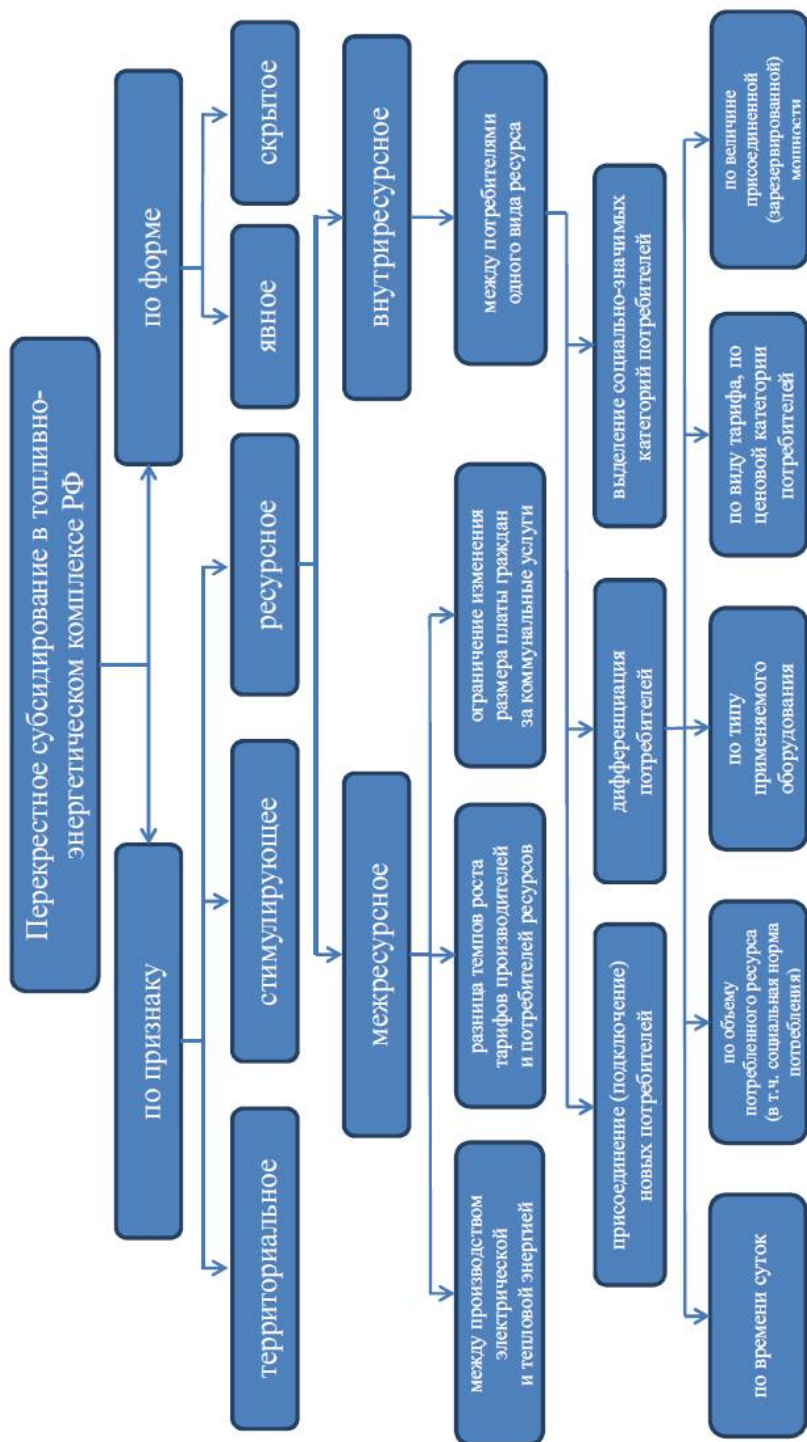 Перекрестное субсидирование в топливно-
энергетическом комплексе РФ
по признаку
по форме
территориальное
стимулирующее
ресурсное
явное
скрытое
межресурсное
внутриресурсное
между производством
электрической
и тепловой энергией
разница темпов роста
тарифов производителей
и потребителей ресурсов
ограничение изменения
размера платы граждан
за коммунальные услуги
между потребителями
одного вида ресурса
присоединение (подключение)
новых потребителей
дифференциация
потребителей
выделение социально-значимых
категорий потребителей
по времени суток
по объему
потребленного ресурса
(в т.ч. социальная норма
потребления)
по типу
применяемого
оборудования
по виду тарифа, по
ценовой категории
потребителей
по величине
присоединенной
(зарезервированной)
мощности